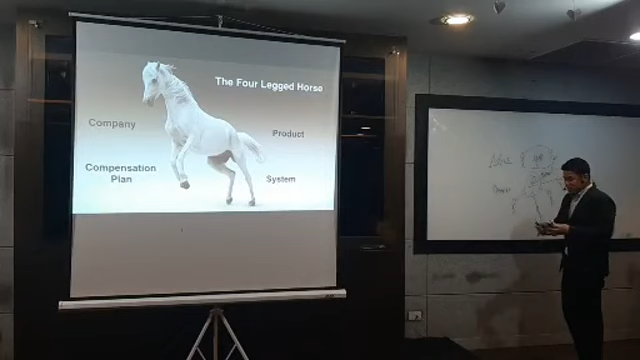 The Four Legged Horse
Company
Product
Compensation
Plan
System